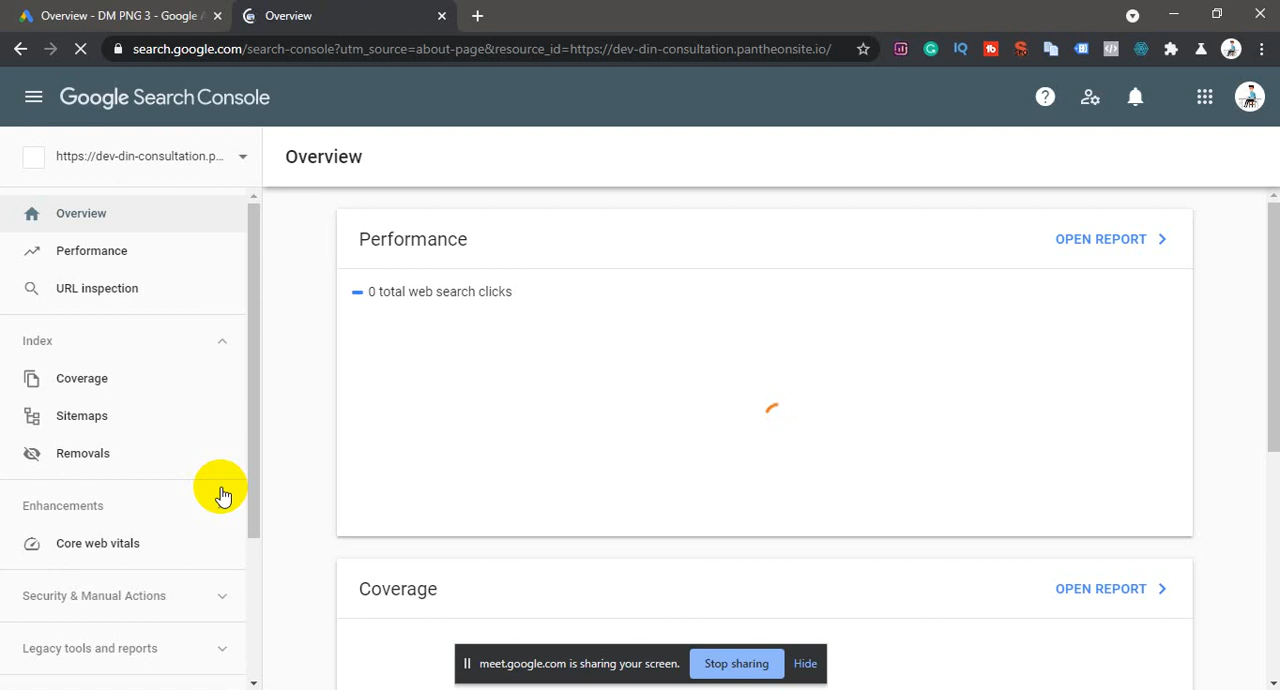 Overview - DM PNG 3 - Google
Overview
search.google.com/search-console?utm_source=about-page&resource_id=https://dev-din-consultation.pantheonsite.io/
Google Search Console
https://dev-din-consultation.p...
Overview
Overview
Performance
URL inspection
Index
Coverage
Sitemaps
Removals
Enhancements
Core web vitals
Security & Manual Actions
Legacy tools and reports
Performance
OPEN REPORT
0 total web search clicks
Coverage
OPEN REPORT
meet.google.com is sharing your screen.
Stop sharing
Hide